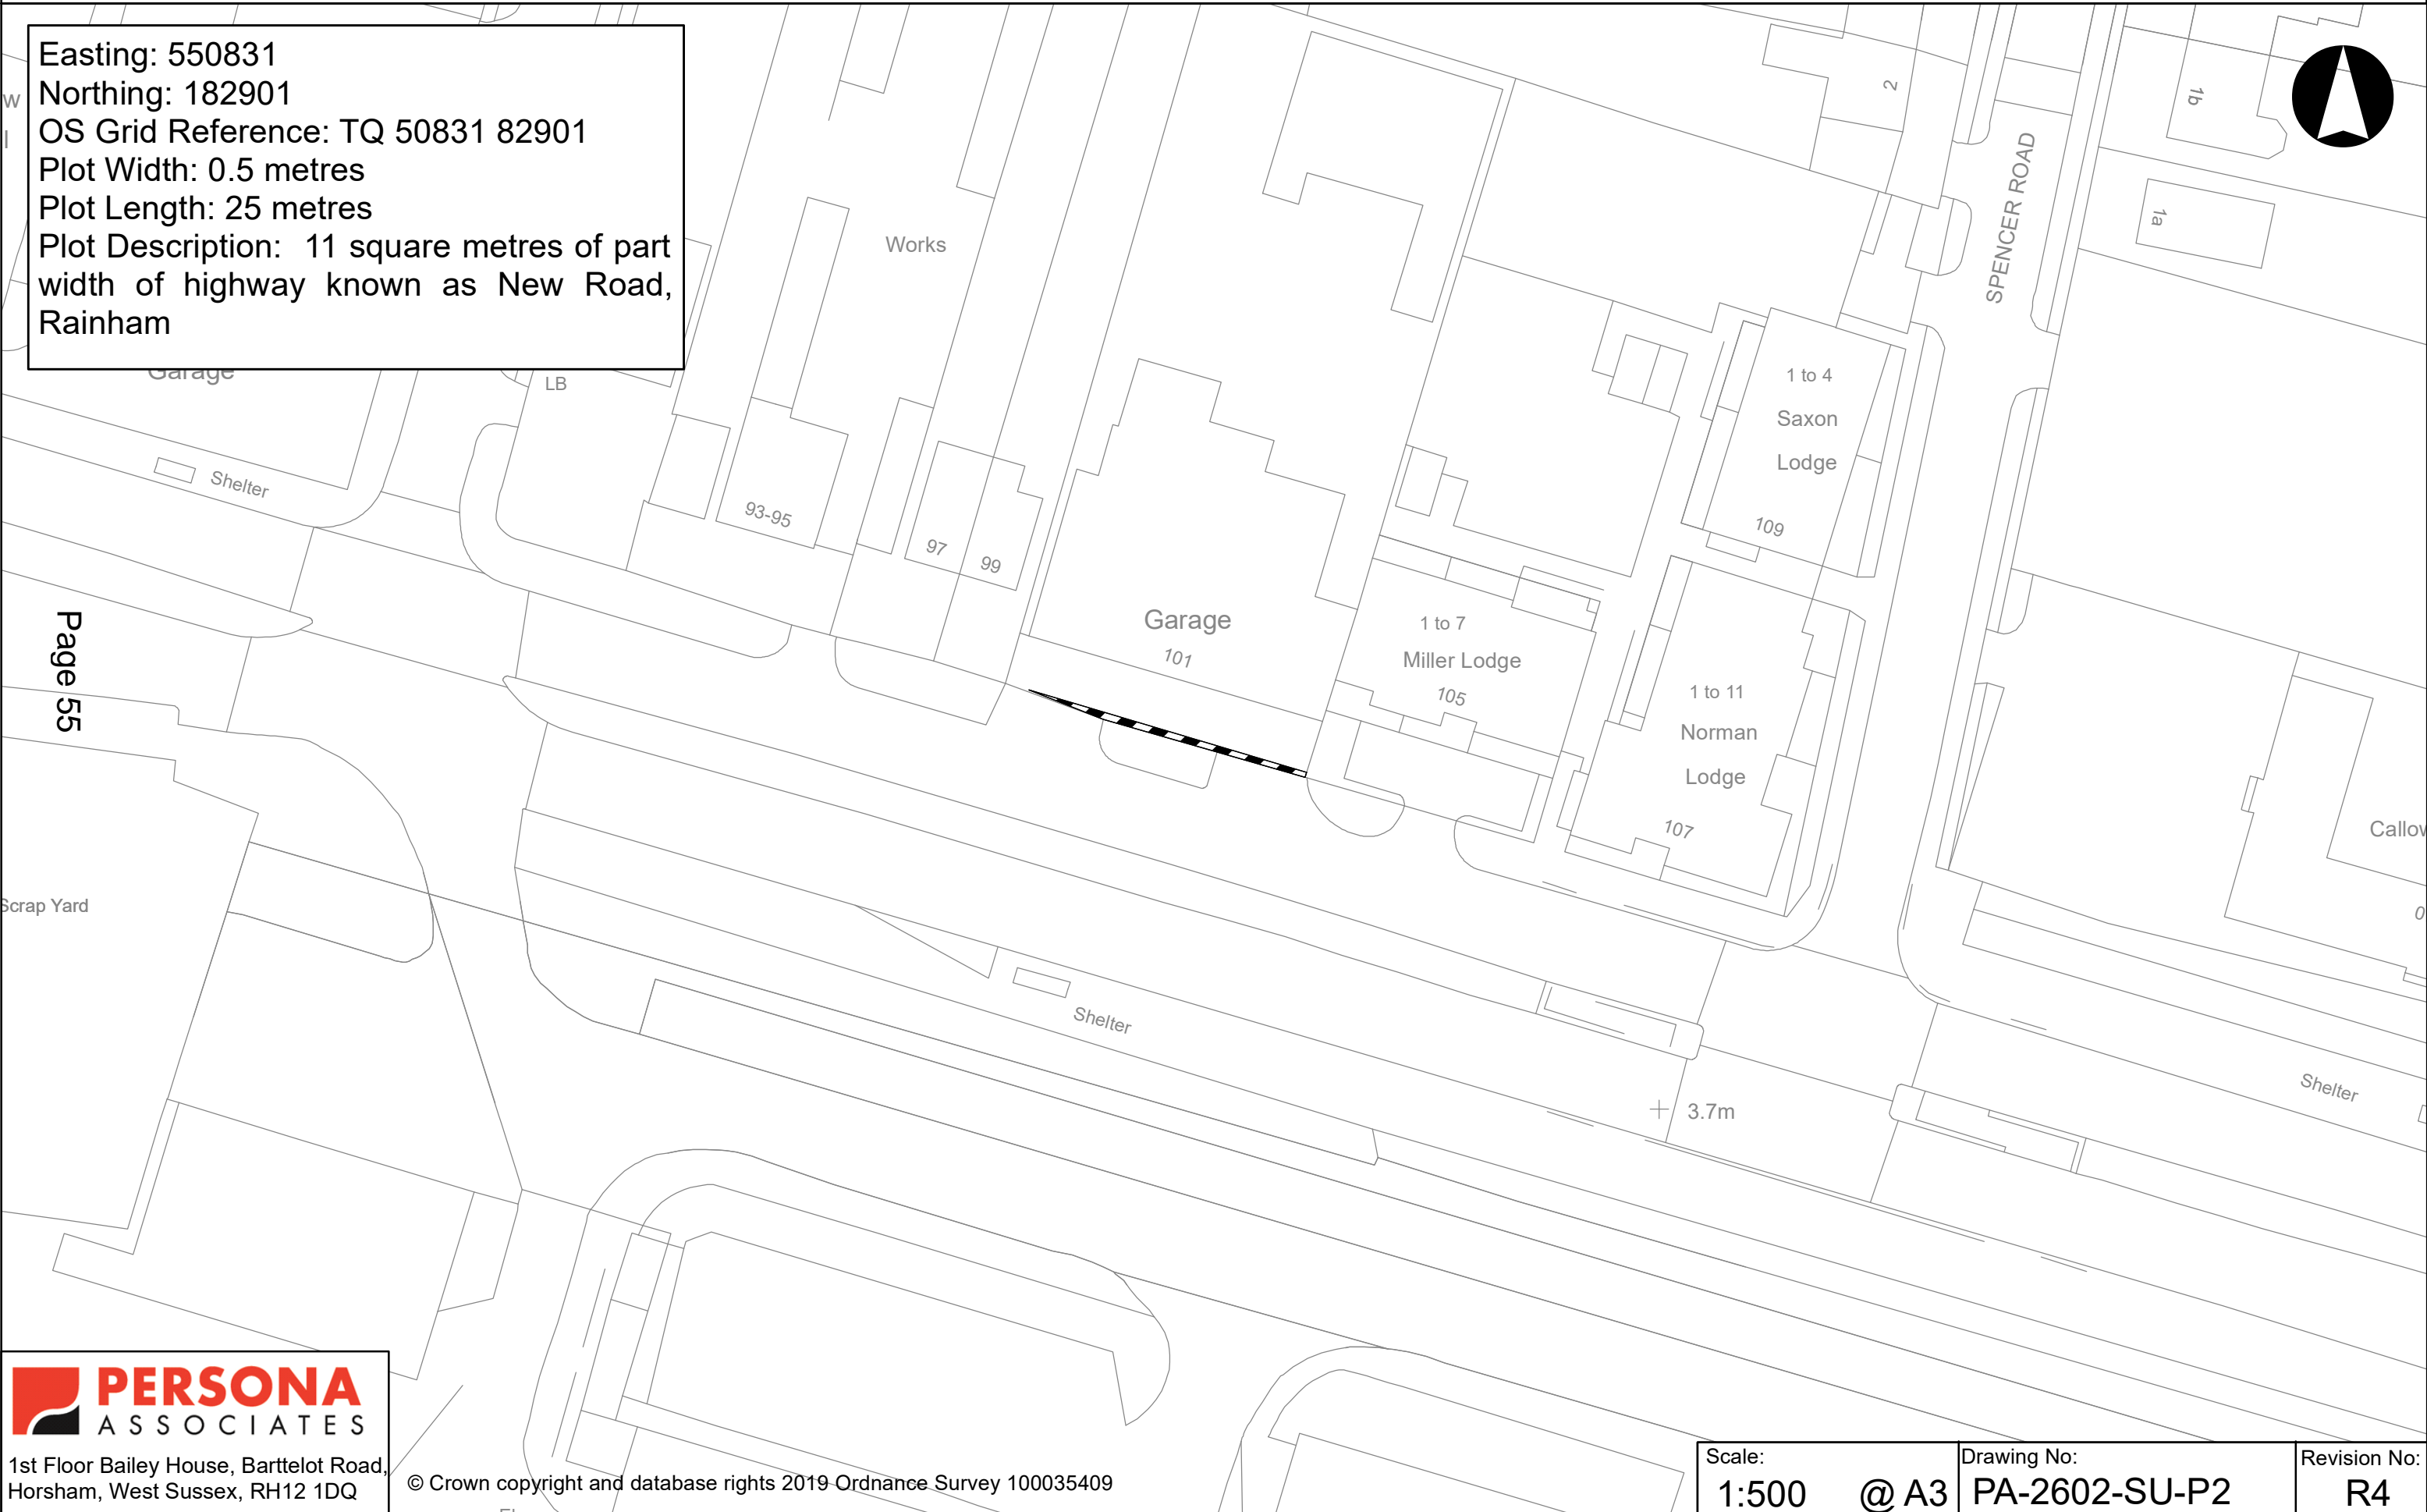 Easting: 550831
Northing: 182901
OS Grid Reference: TQ 50831 82901
Plot Width: 0.5 metres
Plot Length: 25 metres
Plot Description: 11 square metres of part
width of highway known as New Road,
Rainham
2
1b
1a
SPENCER ROAD
Works
Garage
LB
Shelter
93-95
97
99
Garage
101
1 to 4
Saxon
Lodge
109
1 to 7
Miller Lodge
105
1 to 11
Norman
Lodge
107
Page 55
Scrap Yard
Shelter
3.7m
Shelter
PERSONA
ASSOCIATES
1st Floor Bailey House, Barttelot Road,
Horsham, West Sussex, RH12 1DQ
© Crown copyright and database rights 2019 Ordnance Survey 100035409
Scale:
1:500 @ A3
Drawing No:
PA-2602-SU-P2
Revision No:
R4